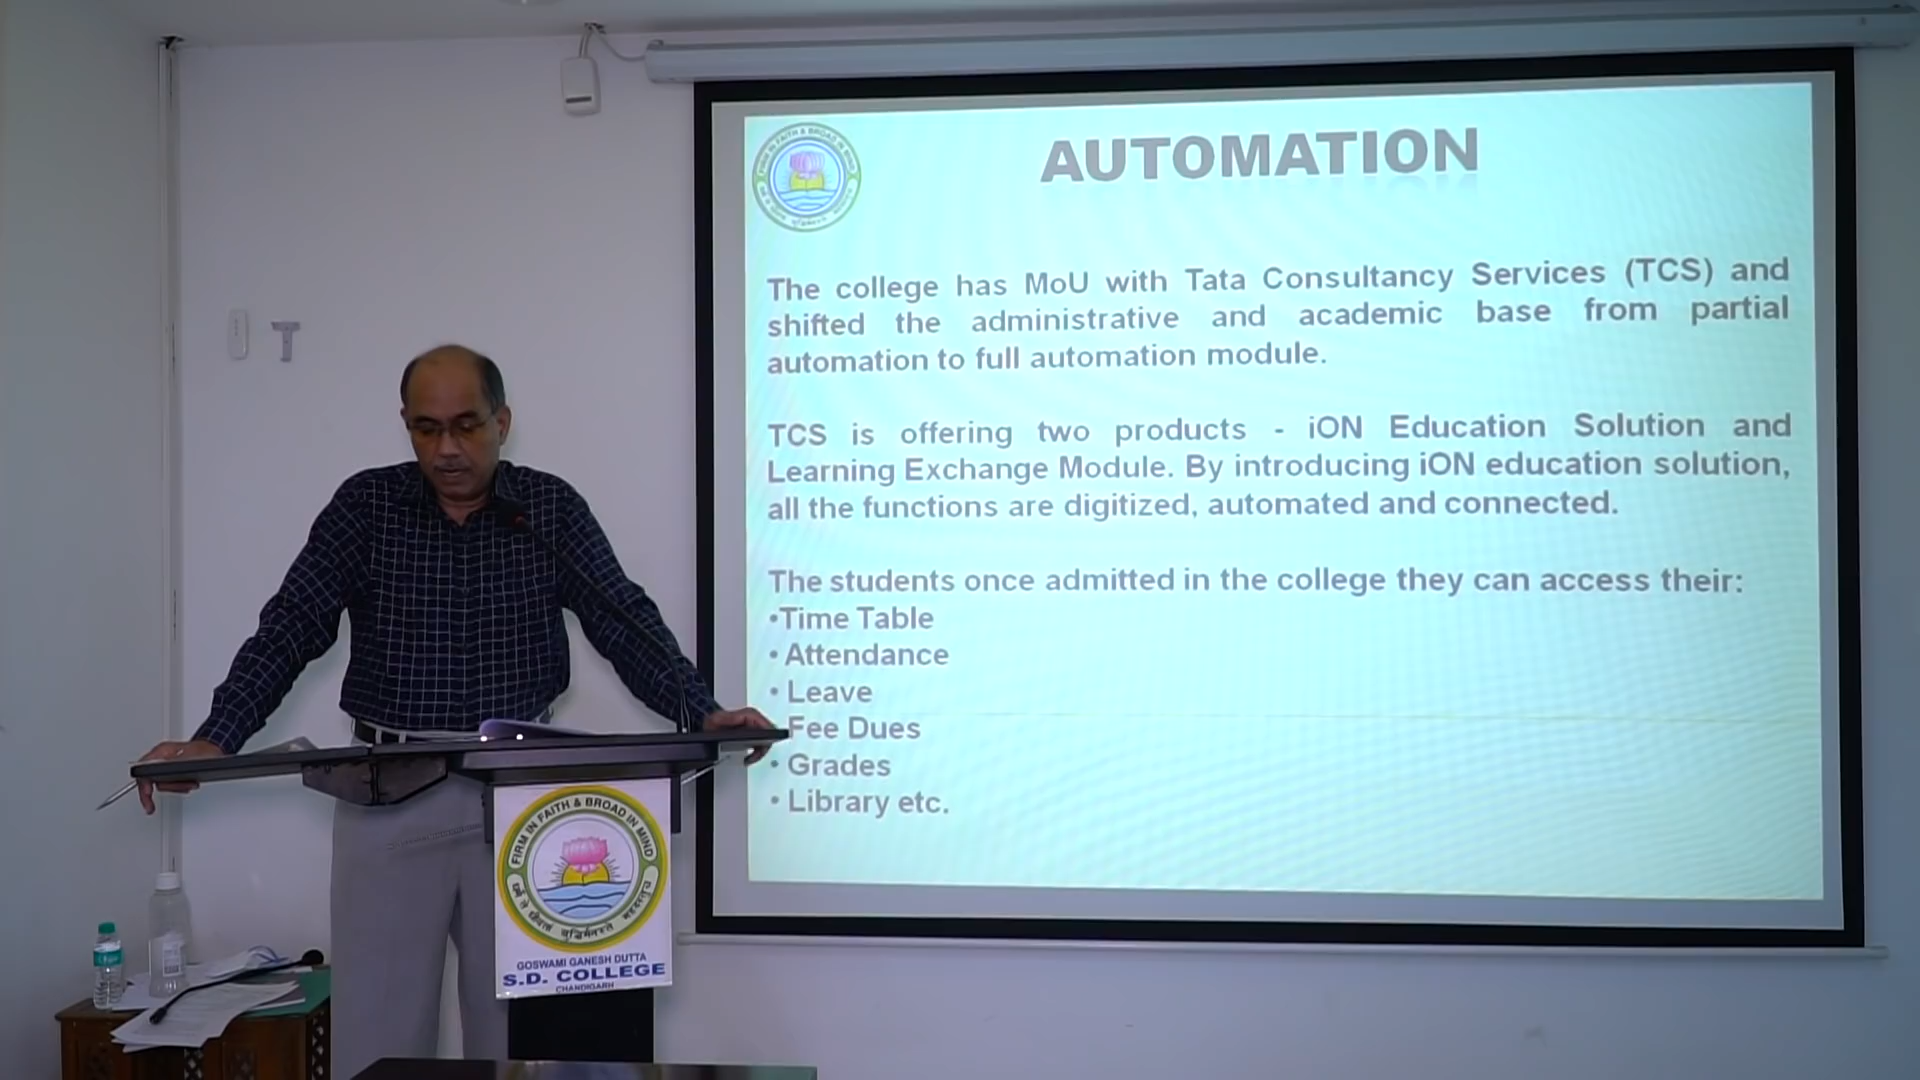 AUTOMATION
The college has MoU with Tata Consultancy Services (TCS) and
shifted the administrative and academic base from partial
automation to full automation module.
TCS is offering two products - iON Education Solution and
Learning Exchange Module. By introducing iON education solution,
all the functions are digitized, automated and connected.
The students once admitted in the college they can access their:
•Time Table
• Attendance
• Leave
Fee Dues
• Grades
• Library etc.
FIRM IN FAITH & BROAD IN MIND
GOSWAMI GANESH DUTTA
S.D. COLLEGE
CHANDIGARH